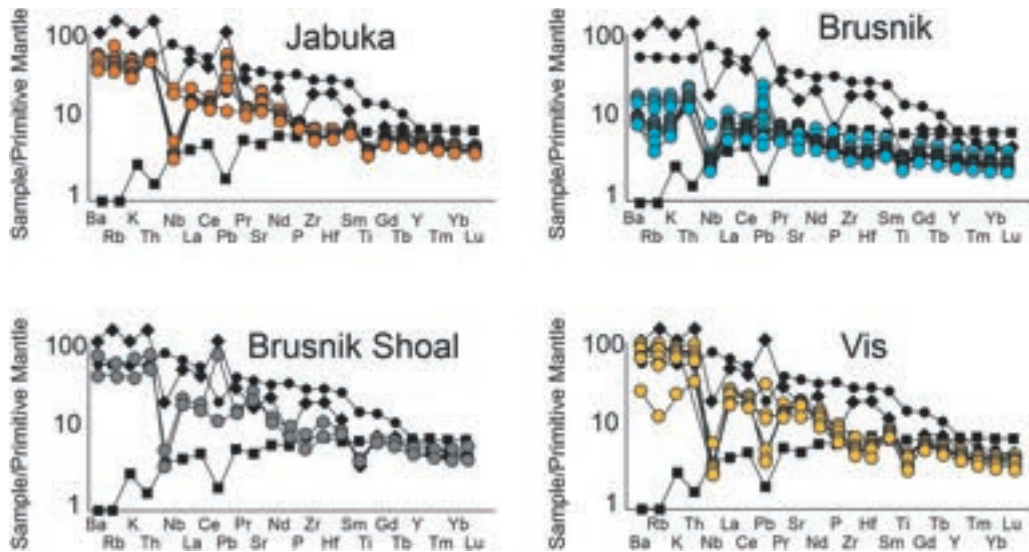 Sample/Primitive Mantle
Jabuka
100
10
1
Ba K Nb Ce Pr Nd Zr Sm Gd Y Yb
Rb Th La Pb Sr P Hf Ti Tb Tm Lu
Sample/Primitive Mantle
Brusnik
100
10
1
Ba K Nb Ce Pr Nd Zr Sm Gd Y Yb
Rb Th La Pb Sr P Hf Ti Tb Tm Lu
Sample/Primitive Mantle
Brusnik Shoal
100
10
1
Ba K Nb Ce Pr Nd Zr Sm Gd Y Yb
Rb Th La Pb Sr P Hf Ti Tb Tm Lu
Sample/Primitive Mantle
Vis
100
10
1
Rb Th La Pb Sr P Hf Ti Tb Tm Lu
Ba K Nb Ce Pr Nd Zr Sm Gd Y Yb